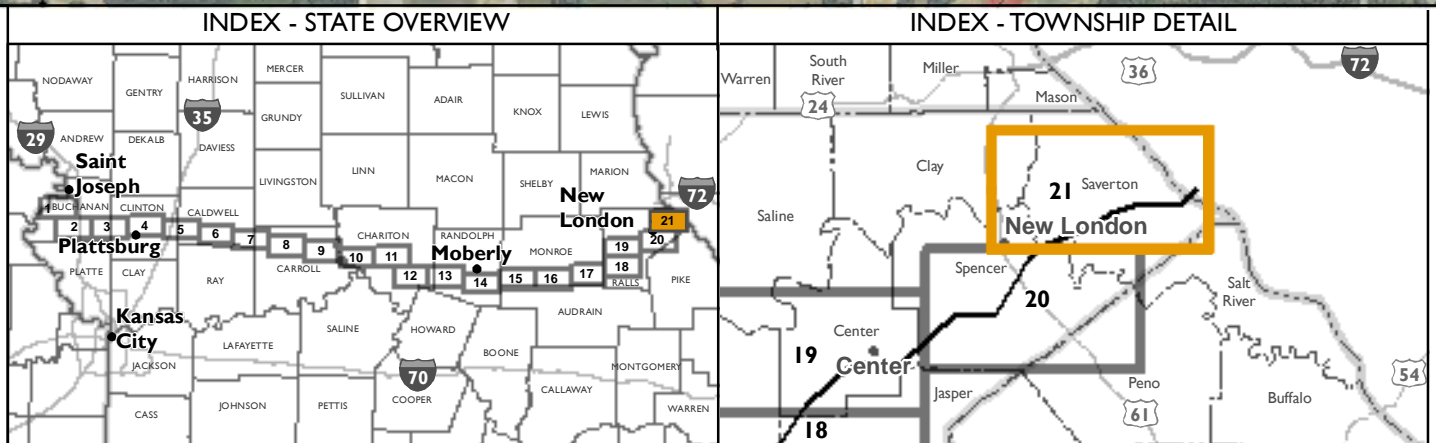 INDEX - STATE OVERVIEW
NODAWAY
GENTRY
HARRISON
MERCER
SULLIVAN
ADAIR
KNOX
LEWIS
35
GRUNDY
29
ANDREW
DEKALB
DAVIESS
Saint
Joseph
LIVINGSTON
LINN
MACON
SHELBY
MARION
72
New
London
1
BUCHANAN
CLINTON
CALDWELL
2
3
4
5
6
7
8
9
10
11
12
13
14
15
16
17
18
19
20
21
Plattsburg
CHARITON
RANDOLPH
Moberly
MONROE
RALLS
PIKE
PLATTE
CLAY
RAY
CARROLL
AUDRAIN
Kansas
City
SALINE
HOWARD
BOONE
LAFAYETTE
JACKSON
70
COOPER
MONTGOMERY
CALLAWAY
CASS
JOHNSON
PETTIS
WARREN
INDEX - TOWNSHIP DETAIL
Warren
South
River
Miller
36
72
24
Mason
Clay
21
Saverton
Saline
New London
Spencer
20
Salt
River
Center
19
Center
54
Jasper
Peno
Buffalo
61
18